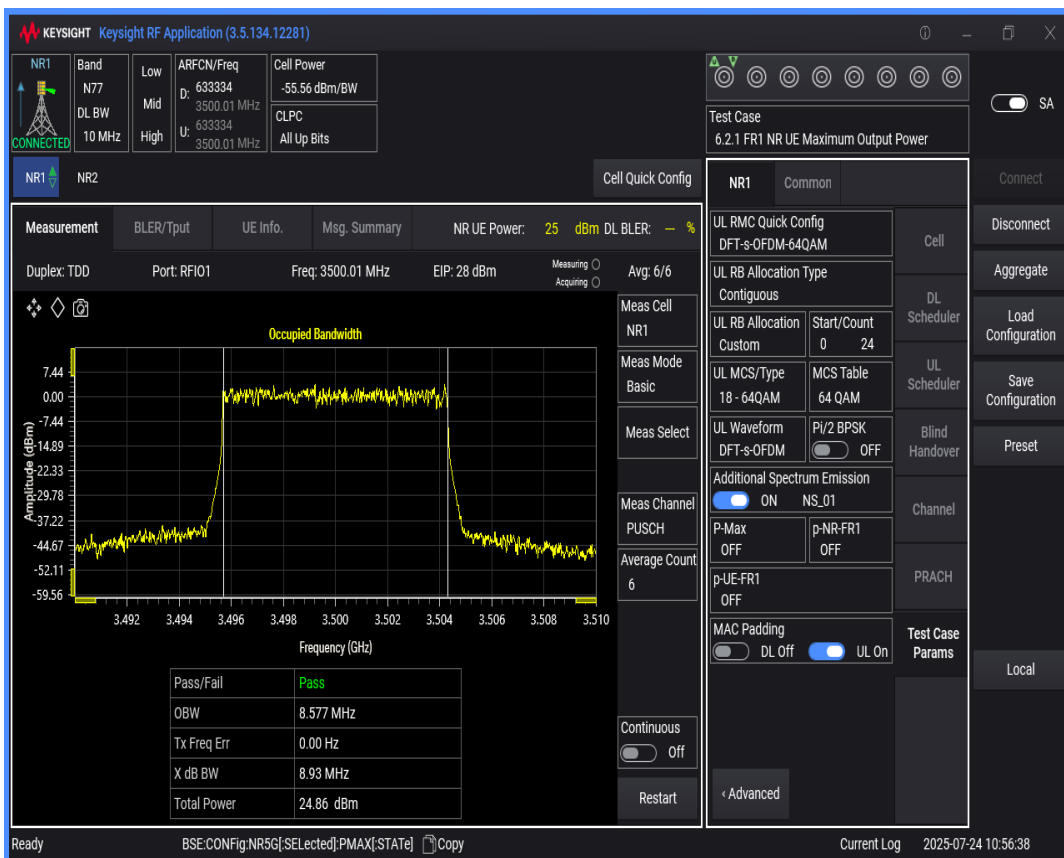 KEYSIGHT Keysight RF Application (3.5.134.12281)
NR1
CONNECTED
Band
N77
DL BW
10 MHz
Low
Mid
High
ARFCN/Freq
D: 633334
3500.01 MHz
U: 633334
3500.01 MHz
Cell Power
-55.56 dBm/BW
CLPC
All Up Bits
Test Case
6.2.1 FR1 NR UE Maximum Output Power
SA
NR1
NR2
Cell Quick Config
Measurement
BLER/Tput
UE Info.
Msg. Summary
NR UE Power: 25 dBm DL BLER: — %
Duplex: TDD
Port: RFIO1
Freq: 3500.01 MHz
EIP: 28 dBm
Measuring
Acquiring
Avg: 6/6
Occupied Bandwidth
Amplitude (dBm)
7.44
0.00
-7.44
-14.89
-22.33
-29.78
-37.22
-44.67
-52.11
-59.56
3.492 3.494 3.496 3.498 3.500 3.502 3.504 3.506 3.508 3.510
Frequency (GHz)
Pass/Fail Pass
OBW 8.577 MHz
Tx Freq Err 0.00 Hz
X dB BW 8.93 MHz
Total Power 24.86 dBm
Meas Cell
NR1
Meas Mode
Basic
Meas Select
Meas Channel
PUSCH
Average Count
6
Continuous
Off
Restart
NR1
Common
UL RMC Quick Config
DFT-s-OFDM-64QAM
UL RB Allocation Type
Contiguous
UL RB Allocation
Custom
Start/Count
0 24
UL MCS/Type
18 - 64QAM
MCS Table
64 QAM
UL Waveform
DFT-s-OFDM
Pi/2 BPSK
OFF
Additional Spectrum Emission
ON NS_01
P-Max
OFF
p-NR-FR1
OFF
p-UE-FR1
OFF
MAC Padding
DL Off
UL On
‹ Advanced
Cell
DL
Scheduler
UL
Scheduler
Blind
Handover
Channel
PRACH
Test Case
Params
Connect
Disconnect
Aggregate
Load
Configuration
Save
Configuration
Preset
Local
Ready
BSE:CONFig:NR5G[:SELected]:PMAX[:STATe]
Copy
Current Log
2025-07-24 10:56:38